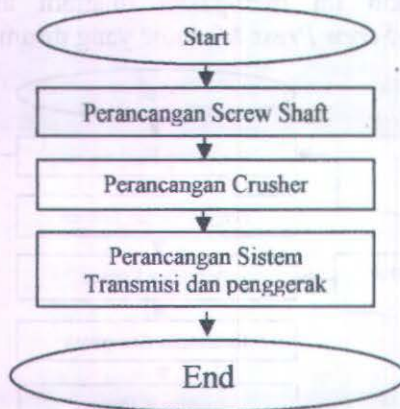 Start
Perancangan Screw Shaft
Perancangan Crusher
Perancangan Sistem
Transmisi dan penggerak
End